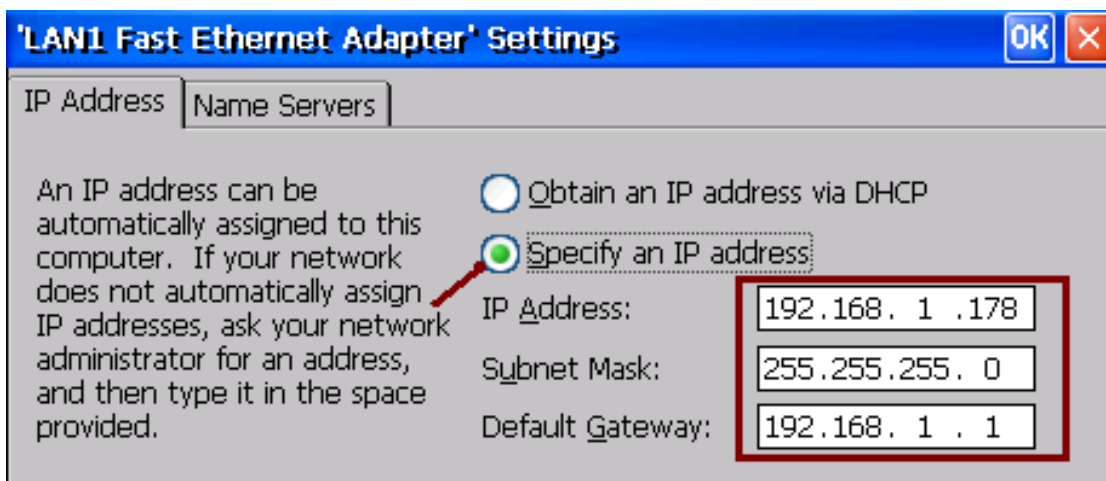 'LAN1 Fast Ethernet Adapter' Settings
OK
IP Address
Name Servers
An IP address can be
automatically assigned to this
computer.  If your network
does not automatically assign
IP addresses, ask your network
administrator for an address,
and then type it in the space
provided.
Obtain an IP address via DHCP
Specify an IP address
IP Address: 192.168. 1 .178
Subnet Mask: 255.255.255. 0
Default Gateway: 192.168. 1 . 1